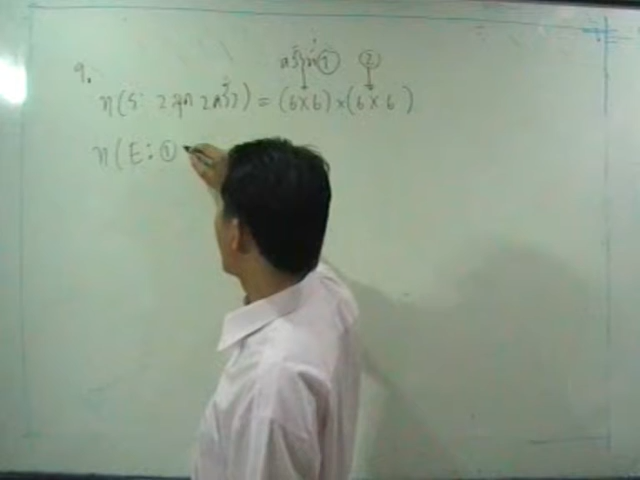 ครั้งที่ ① ②
9.
n(S: 2 ลูก 2 ครั้ง) = (6×6)×(6×6)
n(E: ①